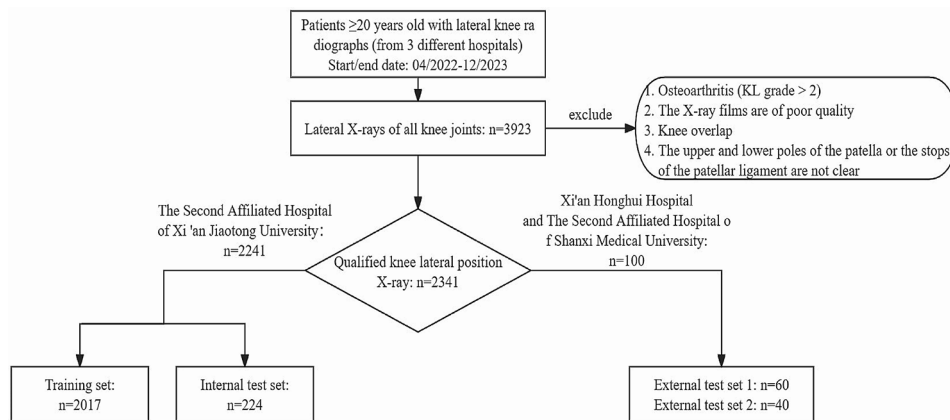 Patients ≥20 years old with lateral knee ra
diographs (from 3 different hospitals)
Start/end date: 04/2022-12/2023
Lateral X-rays of all knee joints: n=3923
exclude
1. Osteoarthritis (KL grade > 2)
2. The X-ray films are of poor quality
3. Knee overlap
4. The upper and lower poles of the patella or the stops
of the patellar ligament are not clear
The Second Affiliated Hospital
of Xi 'an Jiaotong University:
n=2241
Xi'an Honghui Hospital
and The Second Affiliated Hospital o
f Shanxi Medical University:
n=100
Qualified knee lateral position
X-ray: n=2341
Training set:
n=2017
Internal test set:
n=224
External test set 1: n=60
External test set 2: n=40